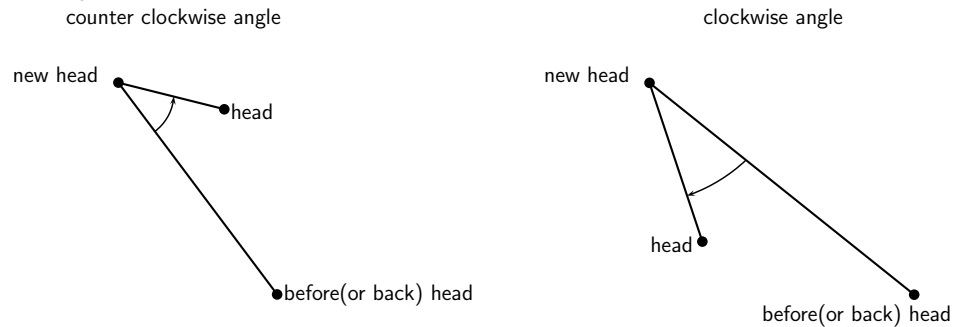 counter clockwise angle
clockwise angle
new head
head
before(or back) head
new head
head
before(or back) head